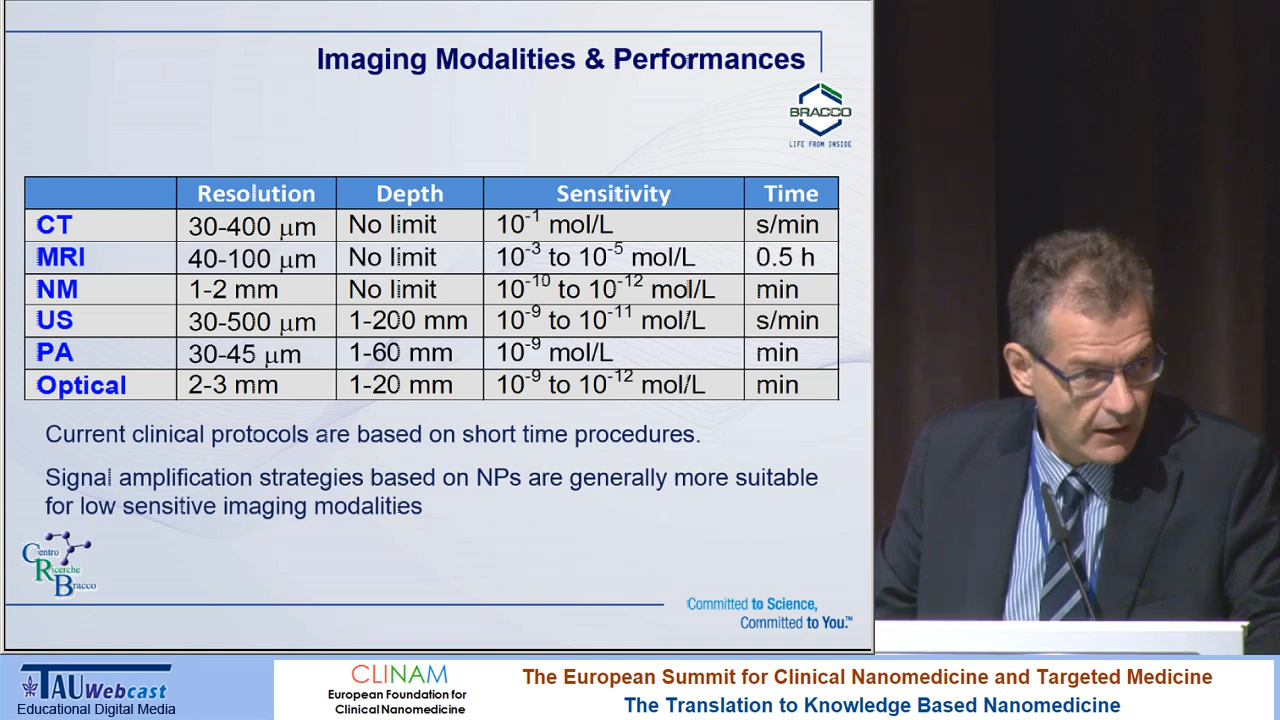 Imaging Modalities & Performances
BRACCO
LIFE FROM INSIDE
Resolution Depth Sensitivity Time
CT 30-400 μm No limit 10⁻¹ mol/L s/min
MRI 40-100 μm No limit 10⁻³ to 10⁻⁵ mol/L 0.5 h
NM 1-2 mm No limit 10⁻¹⁰ to 10⁻¹² mol/L min
US 30-500 μm 1-200 mm 10⁻⁹ to 10⁻¹¹ mol/L s/min
PA 30-45 μm 1-60 mm 10⁻⁹ mol/L min
Optical 2-3 mm 1-20 mm 10⁻⁹ to 10⁻¹² mol/L min
Current clinical protocols are based on short time procedures.
Signal amplification strategies based on NPs are generally more suitable
for low sensitive imaging modalities
Centro
Ricerche
Bracco
Committed to Science,
Committed to You.™
TAU Webcast
Educational Digital Media
CLINAM
European Foundation for
Clinical Nanomedicine
The European Summit for Clinical Nanomedicine and Targeted Medicine
The Translation to Knowledge Based Nanomedicine